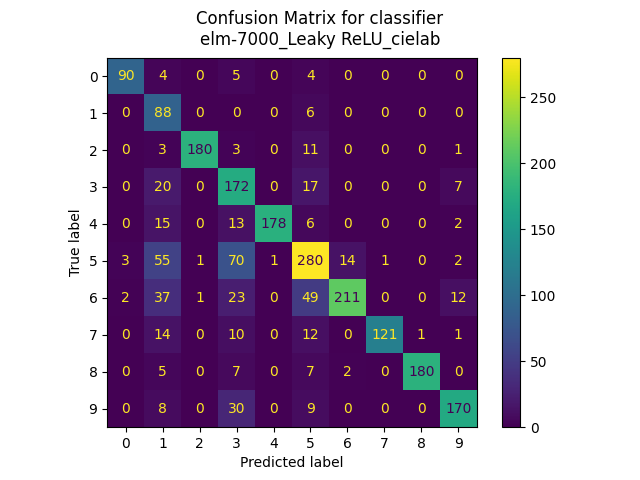 Confusion Matrix for classifier
elm-7000_Leaky ReLU_cielab
True label
0 90 4 0 5 0 4 0 0 0 0
1 0 88 0 0 0 6 0 0 0 0
2 0 3 180 3 0 11 0 0 0 1
3 0 20 0 172 0 17 0 0 0 7
4 0 15 0 13 178 6 0 0 0 2
5 3 55 1 70 1 280 14 1 0 2
6 2 37 1 23 0 49 211 0 0 12
7 0 14 0 10 0 12 0 121 1 1
8 0 5 0 7 0 7 2 0 180 0
9 0 8 0 30 0 9 0 0 0 170
0 1 2 3 4 5 6 7 8 9
Predicted label
250
200
150
100
50
0